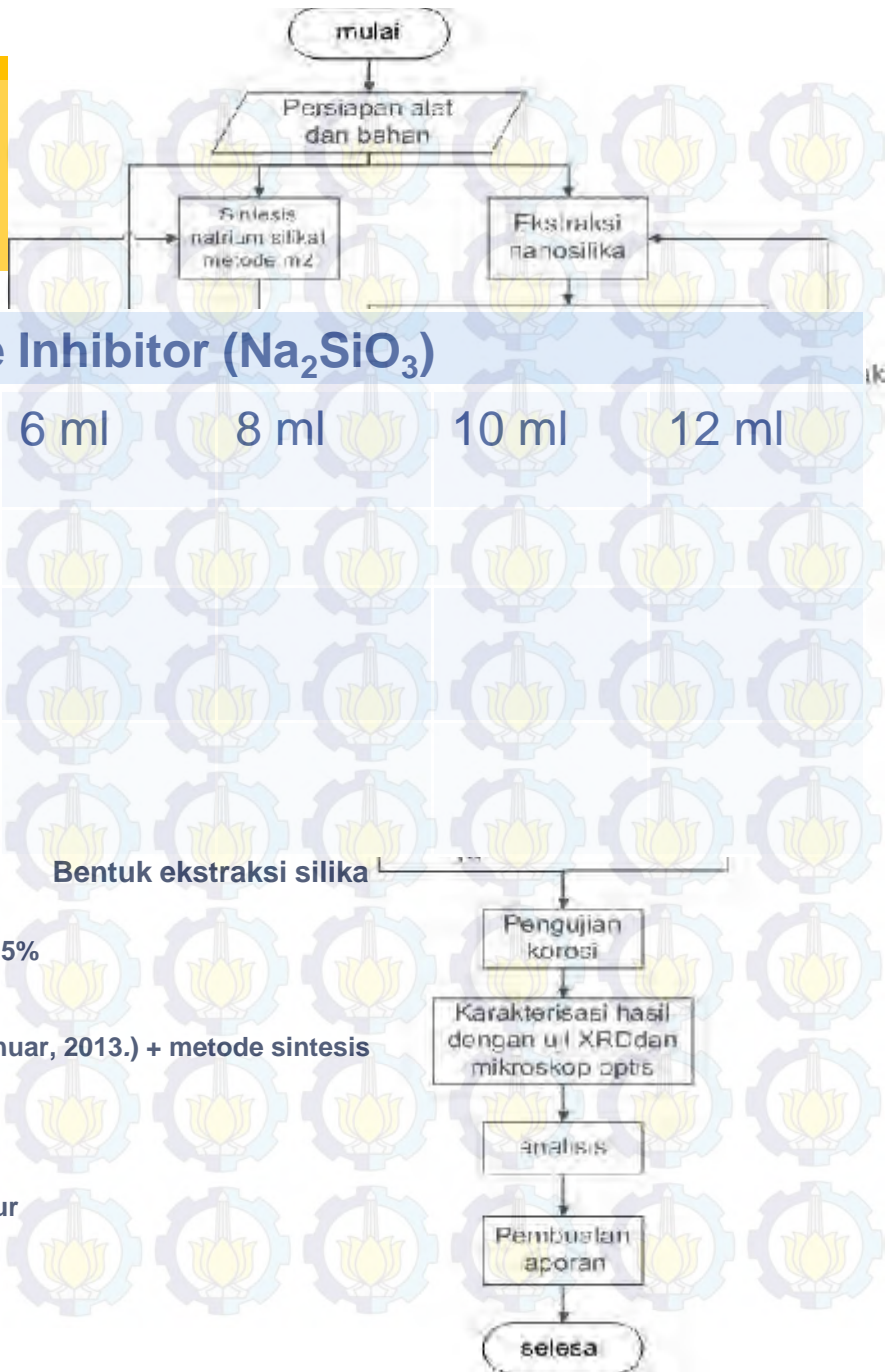 mulai
Persiapan alat
dan bahan
Sintesis
natrium silikat
metode m2
Ekstraksi
nanosilika
e Inhibitor (Na₂SiO₃)
ak
6 ml 8 ml 10 ml 12 ml
Bentuk ekstraksi silika
5%
Pengujian
korosi
nuar, 2013.) + metode sintesis
Karakterisasi hasil
dengan uji XRD dan
mikroskop optis
ur
analisis
Pembuatan
aporan
selesa